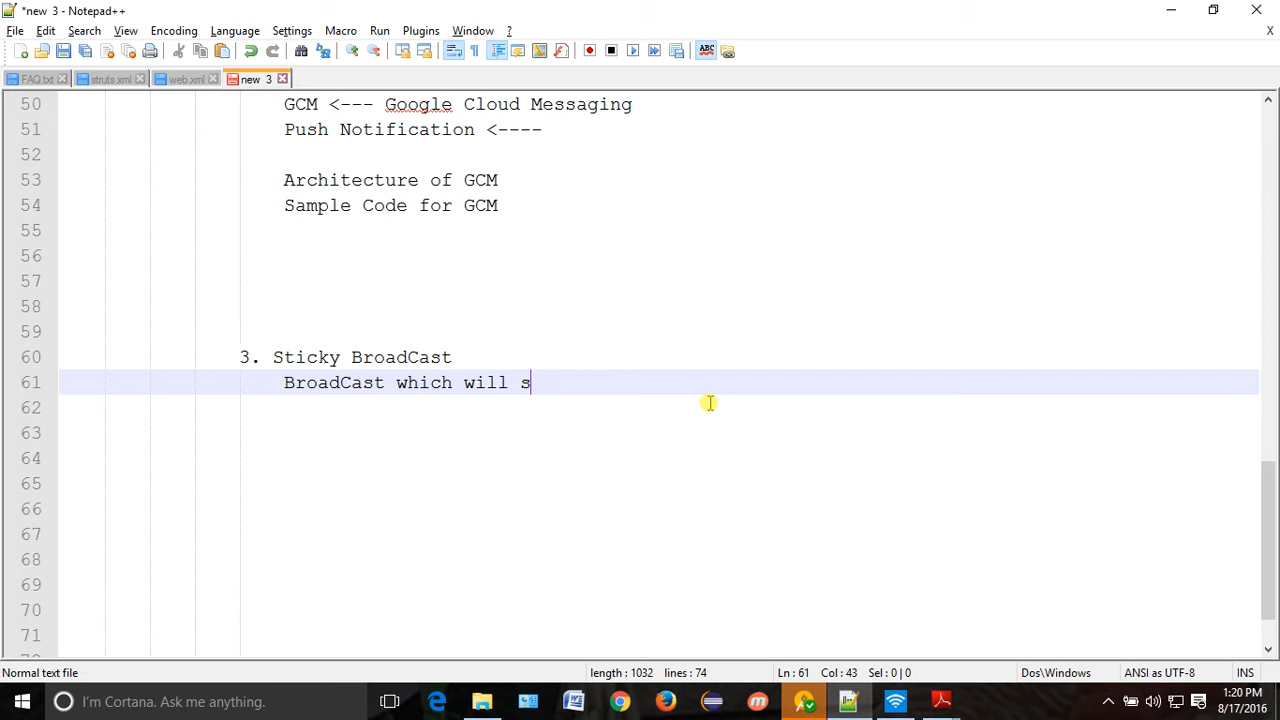 *new 3 - Notepad++
File Edit Search View Encoding Language Settings Macro Run Plugins Window ?
X
ABC
FAQ.txt struts.xml web.xml new 3
50 GCM <--- Google Cloud Messaging
51 Push Notification <----
52
53 Architecture of GCM
54 Sample Code for GCM
55
56
57
58
59
60 3. Sticky BroadCast
61 BroadCast which will s
62
63
64
65
66
67
68
69
70
71
Normal text file length : 1032 lines : 74 Ln : 61 Col : 43 Sel : 0 | 0 Dos\Windows ANSI as UTF-8 INS
I'm Cortana. Ask me anything. 1:20 PM
8/17/2016